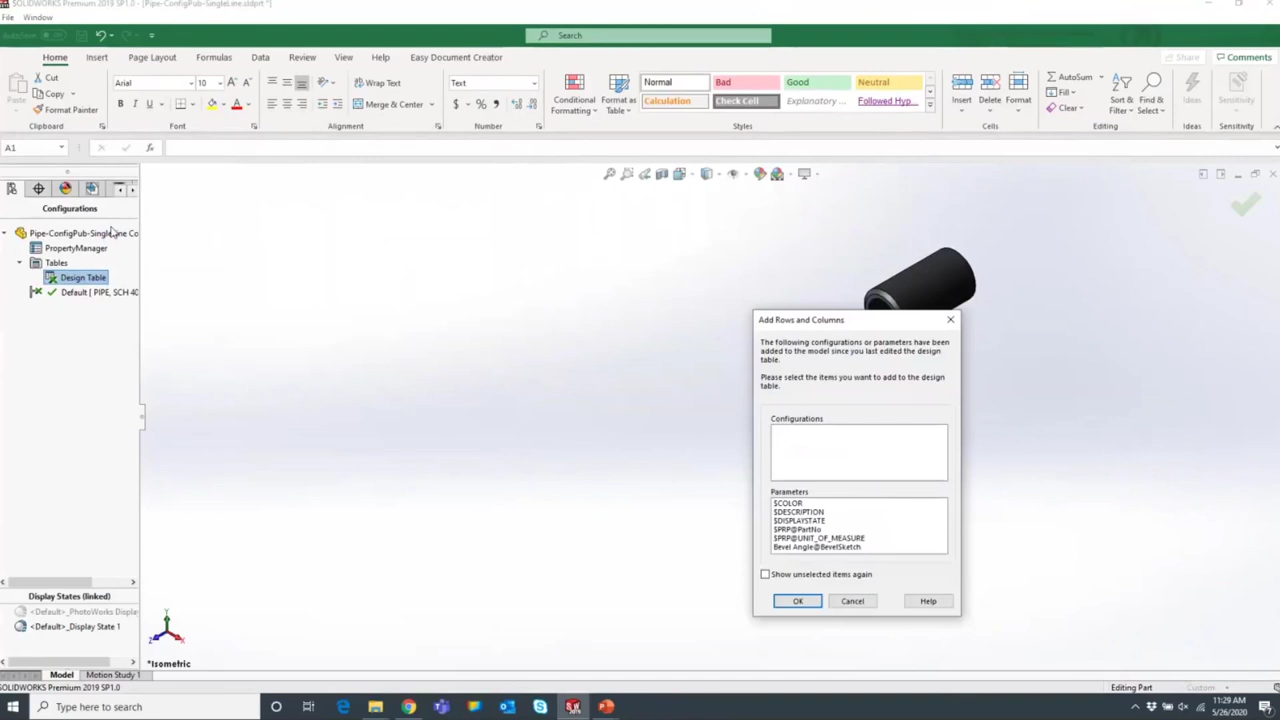 SOLIDWORKS Premium 2019 SP1.0 - [Pipe-ConfigPub-SingleLine.sldprt *]
File Window
AutoSave Off
Search
Home Insert Page Layout Formulas Data Review View Help Easy Document Creator
Share Comments
Cut
Copy
Format Painter
Paste
Clipboard
Arial 10
B I U
Font
Wrap Text
Merge & Center
Alignment
Text
$ % ,
Number
Conditional Formatting
Format as Table
Normal Bad Good Neutral
Calculation Check Cell Explanatory ... Followed Hyp...
Styles
Insert Delete Format
Cells
AutoSum
Fill
Clear
Sort & Filter
Find & Select
Editing
Ideas
Ideas
Sensitivity
Sensitivity
A1
fx
Configurations
Pipe-ConfigPub-SingleLine Co
PropertyManager
Tables
Design Table
Default [ PIPE, SCH 40
Add Rows and Columns
The following configurations or parameters have been
added to the model since you last edited the design
table.
Please select the items you want to add to the design
table.
Configurations
Parameters
$COLOR
$DESCRIPTION
$DISPLAYSTATE
$PRP@PartNo
$PRP@UNIT_OF_MEASURE
Bevel Angle@BevelSketch
Show unselected items again
OK Cancel Help
Display States (linked)
<Default>_PhotoWorks Display
<Default>_Display State 1
Y
Z X
*Isometric
Model Motion Study 1
SOLIDWORKS Premium 2019 SP1.0
Editing Part Custom
Type here to search
11:29 AM
5/26/2020